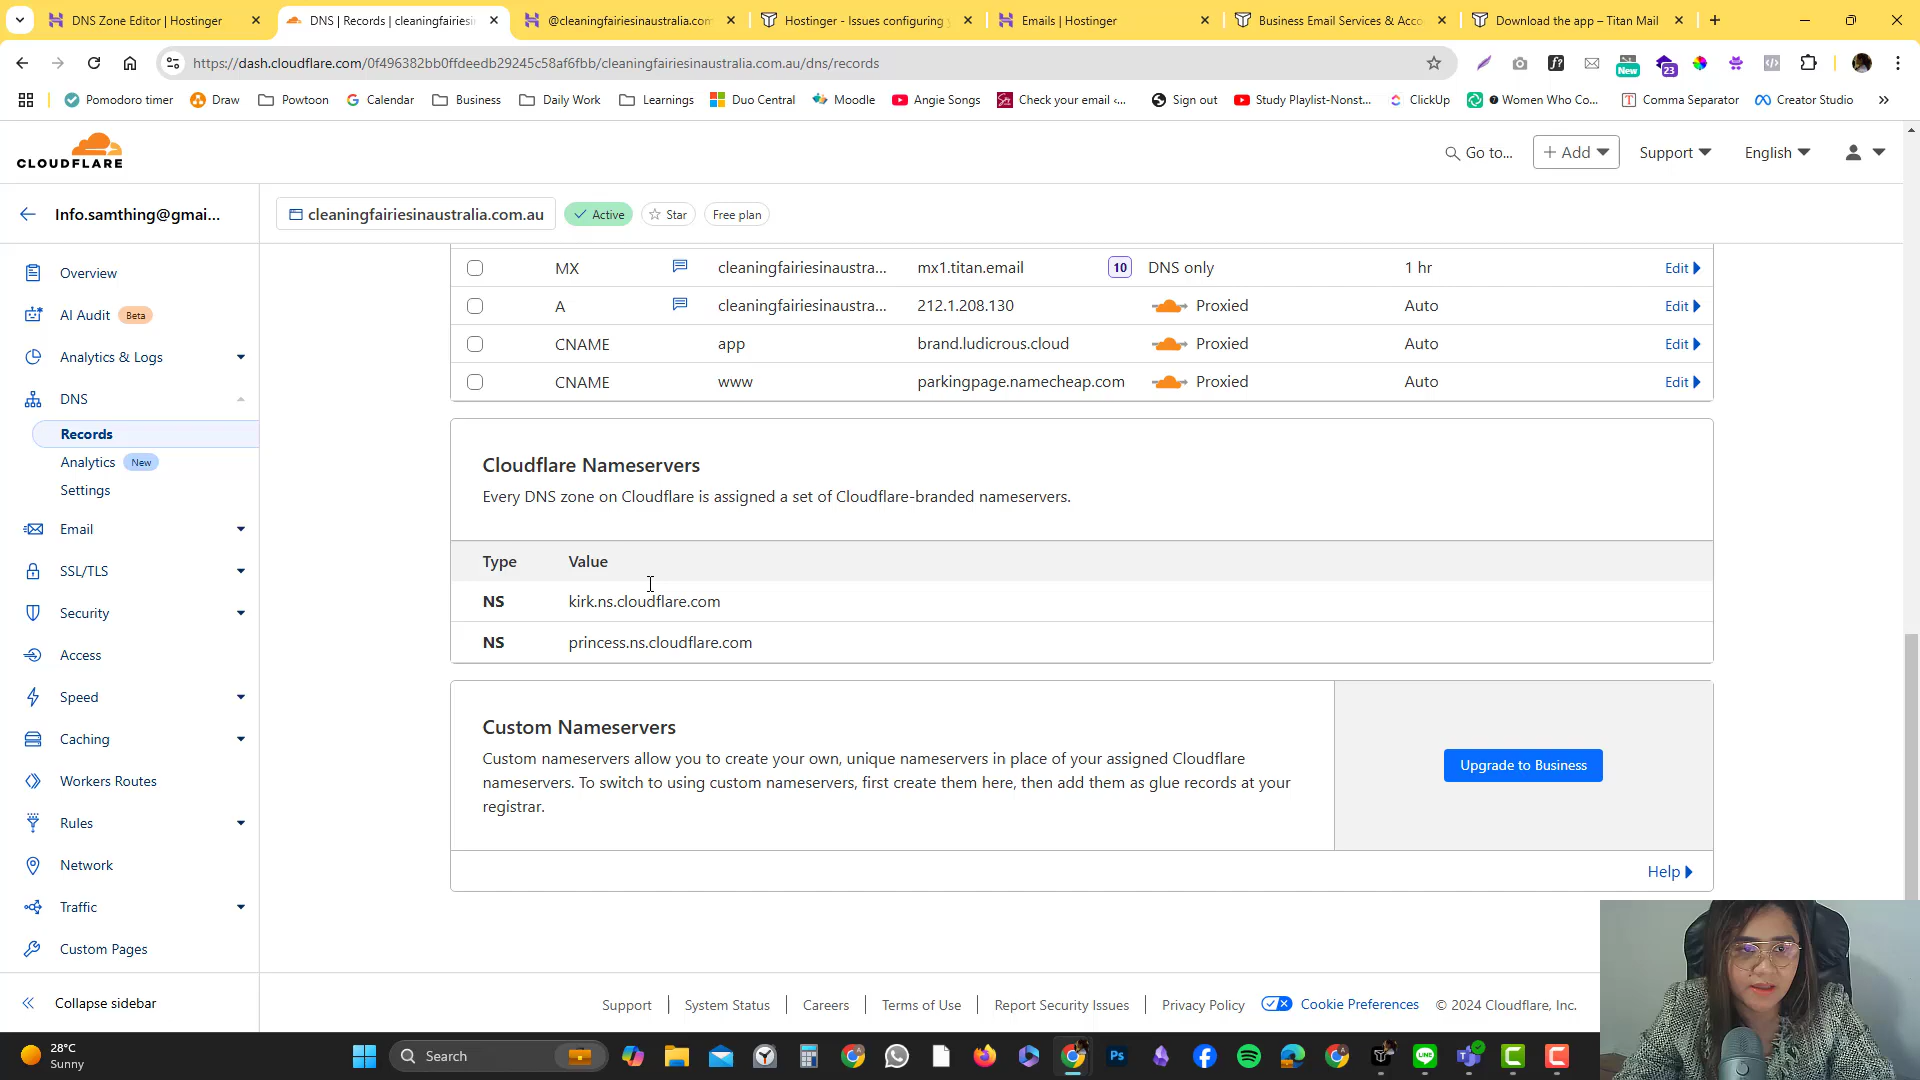 DNS Zone Editor | Hostinger
DNS | Records | cleaningfairiesin
@cleaningfairiesinaustralia.com
Hostinger - Issues configuring
Emails | Hostinger
Business Email Services & Acco
Download the app – Titan Mail
https://dash.cloudflare.com/0f496382bb0ffdeedb29245c58af6fbb/cleaningfairiesinaustralia.com.au/dns/records
New
23
Pomodoro timer
Draw
Powtoon
Calendar
Business
Daily Work
Learnings
Duo Central
Moodle
Angie Songs
Check your email <...
Sign out
Study Playlist-Nonst...
ClickUp
Women Who Co...
Comma Separator
Creator Studio
CLOUDFLARE
Go to...
+ Add
Support
English
Info.samthing@gmai...
cleaningfairiesinaustralia.com.au
Active
Star
Free plan
Overview
AI Audit Beta
Analytics & Logs
DNS
Records
Analytics New
Settings
Email
SSL/TLS
Security
Access
Speed
Caching
Workers Routes
Rules
Network
Traffic
Custom Pages
Collapse sidebar
MX cleaningfairiesinaustra... mx1.titan.email 10 DNS only 1 hr Edit
A cleaningfairiesinaustra... 212.1.208.130 Proxied Auto Edit
CNAME app brand.ludicrous.cloud Proxied Auto Edit
CNAME www parkingpage.namecheap.com Proxied Auto Edit
Cloudflare Nameservers
Every DNS zone on Cloudflare is assigned a set of Cloudflare-branded nameservers.
Type Value
NS kirk.ns.cloudflare.com
NS princess.ns.cloudflare.com
Custom Nameservers
Custom nameservers allow you to create your own, unique nameservers in place of your assigned Cloudflare
nameservers. To switch to using custom nameservers, first create them here, then add them as glue records at your
registrar.
Upgrade to Business
Help
Support
System Status
Careers
Terms of Use
Report Security Issues
Privacy Policy
Cookie Preferences
© 2024 Cloudflare, Inc.
28°C
Sunny
Search
Ps
LINE